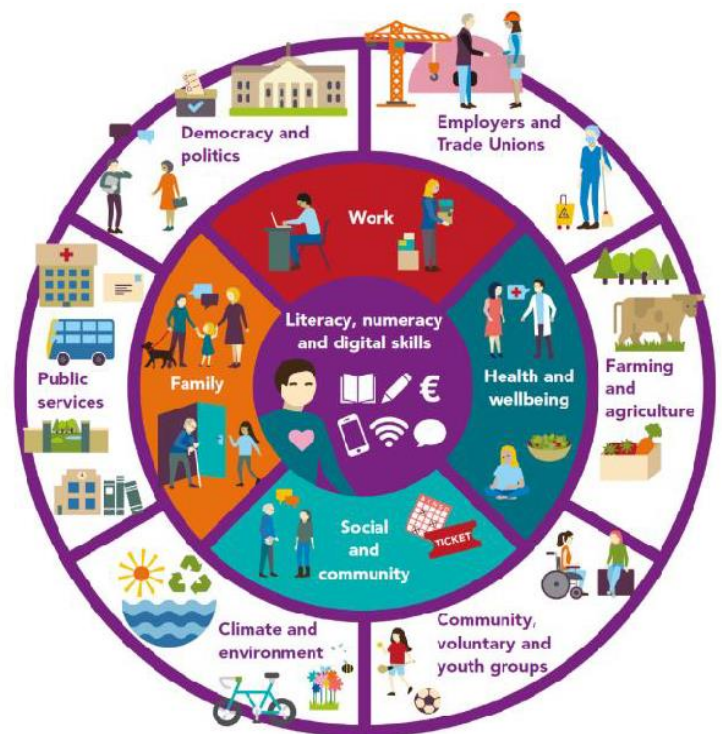 Democracy and
politics
Employers and
Trade Unions
Work
Public
services
Family
Literacy, numeracy
and digital skills
€
Health and
wellbeing
Farming
and
agriculture
Social
and
community
BINGO
TICKET
Climate and
environment
Community,
voluntary and
youth groups